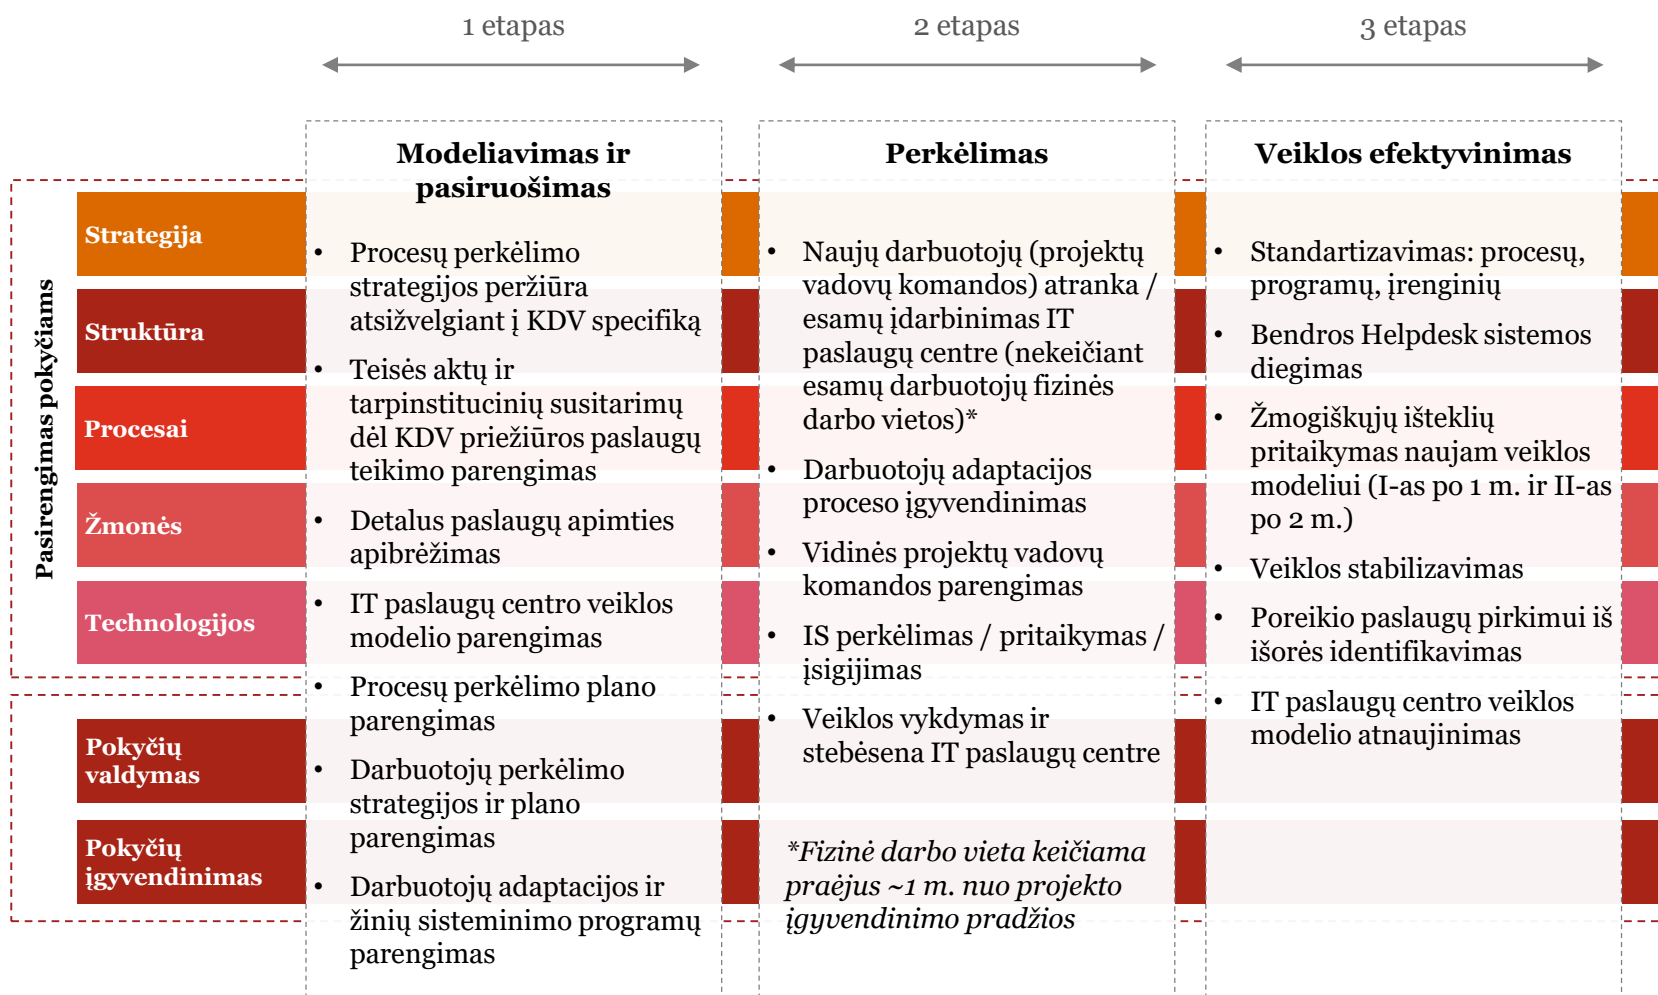 1 etapas
2 etapas
3 etapas
Pasirengimas pokyčiams
Strategija
Struktūra
Procesai
Žmonės
Technologijos
Pokyčių
valdymas
Pokyčių
įgyvendinimas
Modeliavimas ir
pasiruošimas
• Procesų perkėlimo
strategijos peržiūra
atsižvelgiant į KDV specifiką
• Teisės aktų ir
tarpinstitucinių susitarimų
dėl KDV priežiūros paslaugų
teikimo parengimas
• Detalus paslaugų apimties
apibrėžimas
• IT paslaugų centro veiklos
modelio parengimas
• Procesų perkėlimo plano
parengimas
• Darbuotojų perkėlimo
strategijos ir plano
parengimas
• Darbuotojų adaptacijos ir
žinių sisteminimo programų
parengimas
Perkėlimas
• Naujų darbuotojų (projektų
vadovų komandos) atranka /
esamų įdarbinimas IT
paslaugų centre (nekeičiant
esamų darbuotojų fizinės
darbo vietos)*
• Darbuotojų adaptacijos
proceso įgyvendinimas
• Vidinės projektų vadovų
komandos parengimas
• IS perkėlimas / pritaikymas /
įsigijimas
• Veiklos vykdymas ir
stebėsena IT paslaugų centre
*Fizinė darbo vieta keičiama
praėjus ~1 m. nuo projekto
įgyvendinimo pradžios
Veiklos efektyvinimas
• Standartizavimas: procesų,
programų, įrenginių
• Bendros Helpdesk sistemos
diegimas
• Žmogiškųjų išteklių
pritaikymas naujam veiklos
modeliui (I-as po 1 m. ir II-as
po 2 m.)
• Veiklos stabilizavimas
• Poreikio paslaugų pirkimui iš
išorės identifikavimas
• IT paslaugų centro veiklos
modelio atnaujinimas